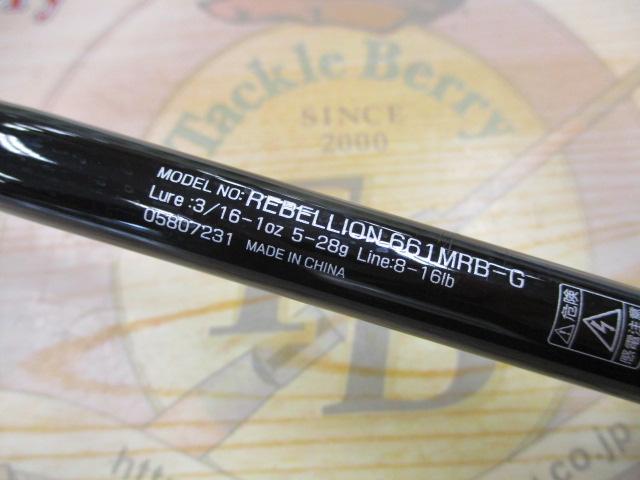 Tackle Berry
SINCE
2000
MODEL NO: REBELLION 661MRB-G
Lure :3/16-1oz 5-28g Line:8-16lb
05807231 MADE IN CHINA
危険
感電注意